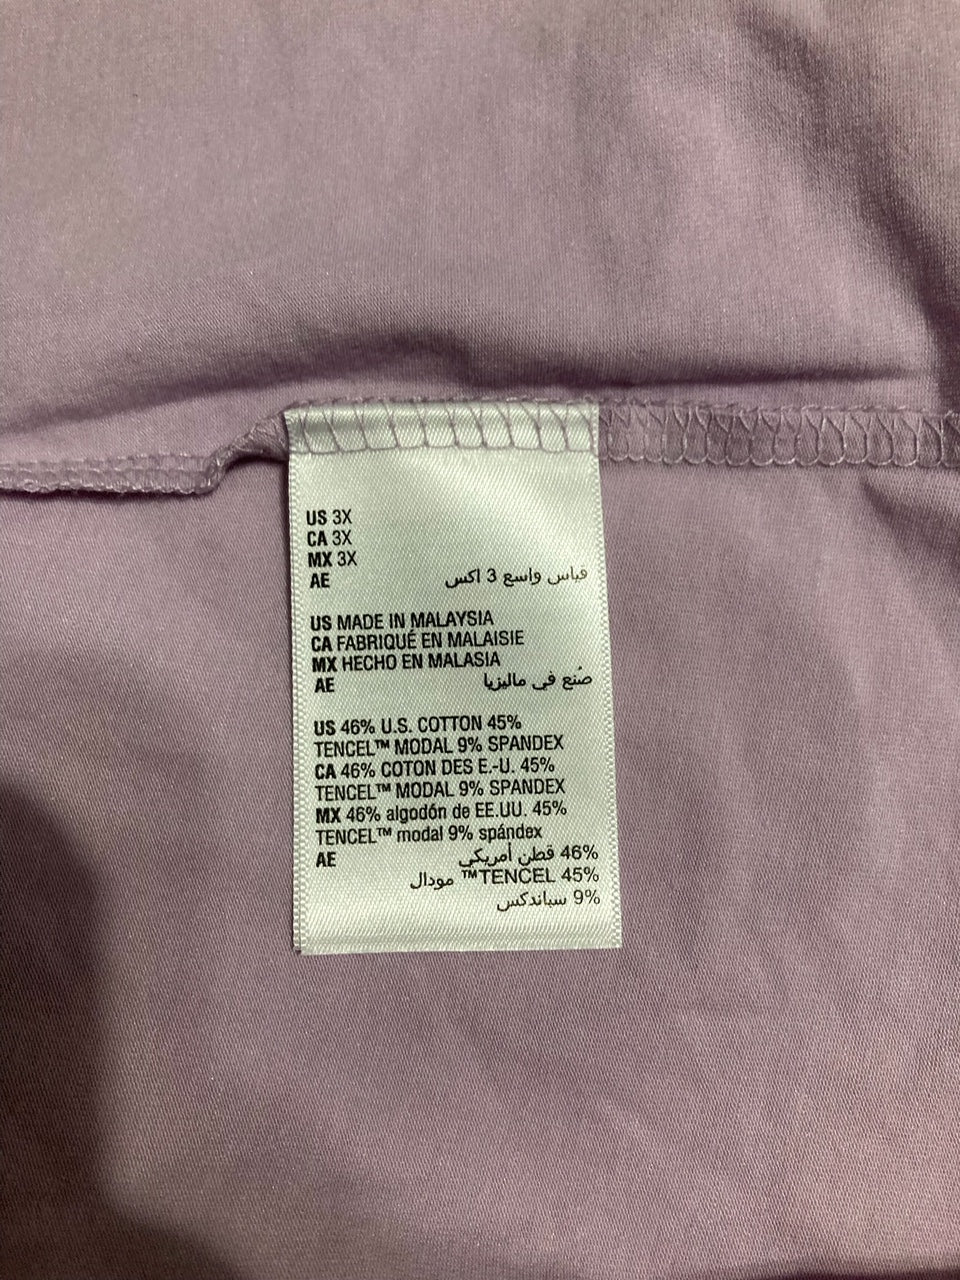 US 3X
CA 3X
MX 3X
AE قياس واسع 3 اكس
US MADE IN MALAYSIA
CA FABRIQUÉ EN MALAISIE
MX HECHO EN MALASIA
AE صُنع في ماليزيا
US 46% U.S. COTTON 45%
TENCEL™ MODAL 9% SPANDEX
CA 46% COTON DES E.-U. 45%
TENCEL™ MODAL 9% SPANDEX
MX 46% algodón de EE.UU. 45%
TENCEL™ modal 9% spándex
AE 46% قطن أمريكي
45% TENCEL™ مودال
9% سباندكس